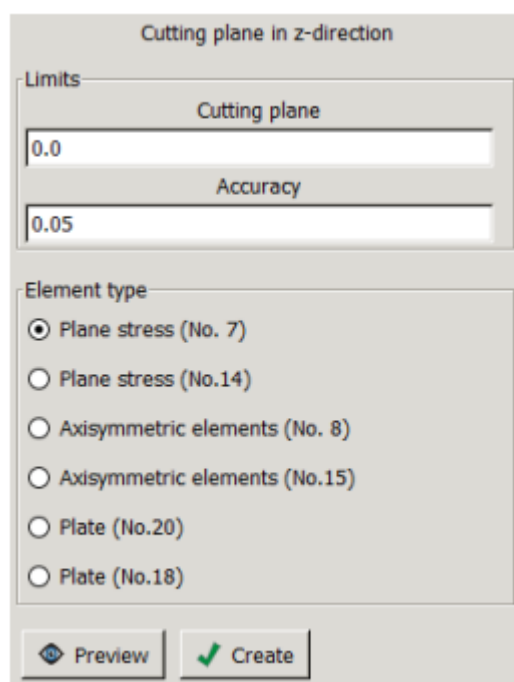 Cutting plane in z-direction
Limits
Cutting plane
0.0
Accuracy
0.05
Element type
Plane stress (No. 7)
Plane stress (No.14)
Axisymmetric elements (No. 8)
Axisymmetric elements (No.15)
Plate (No.20)
Plate (No.18)
Preview
Create